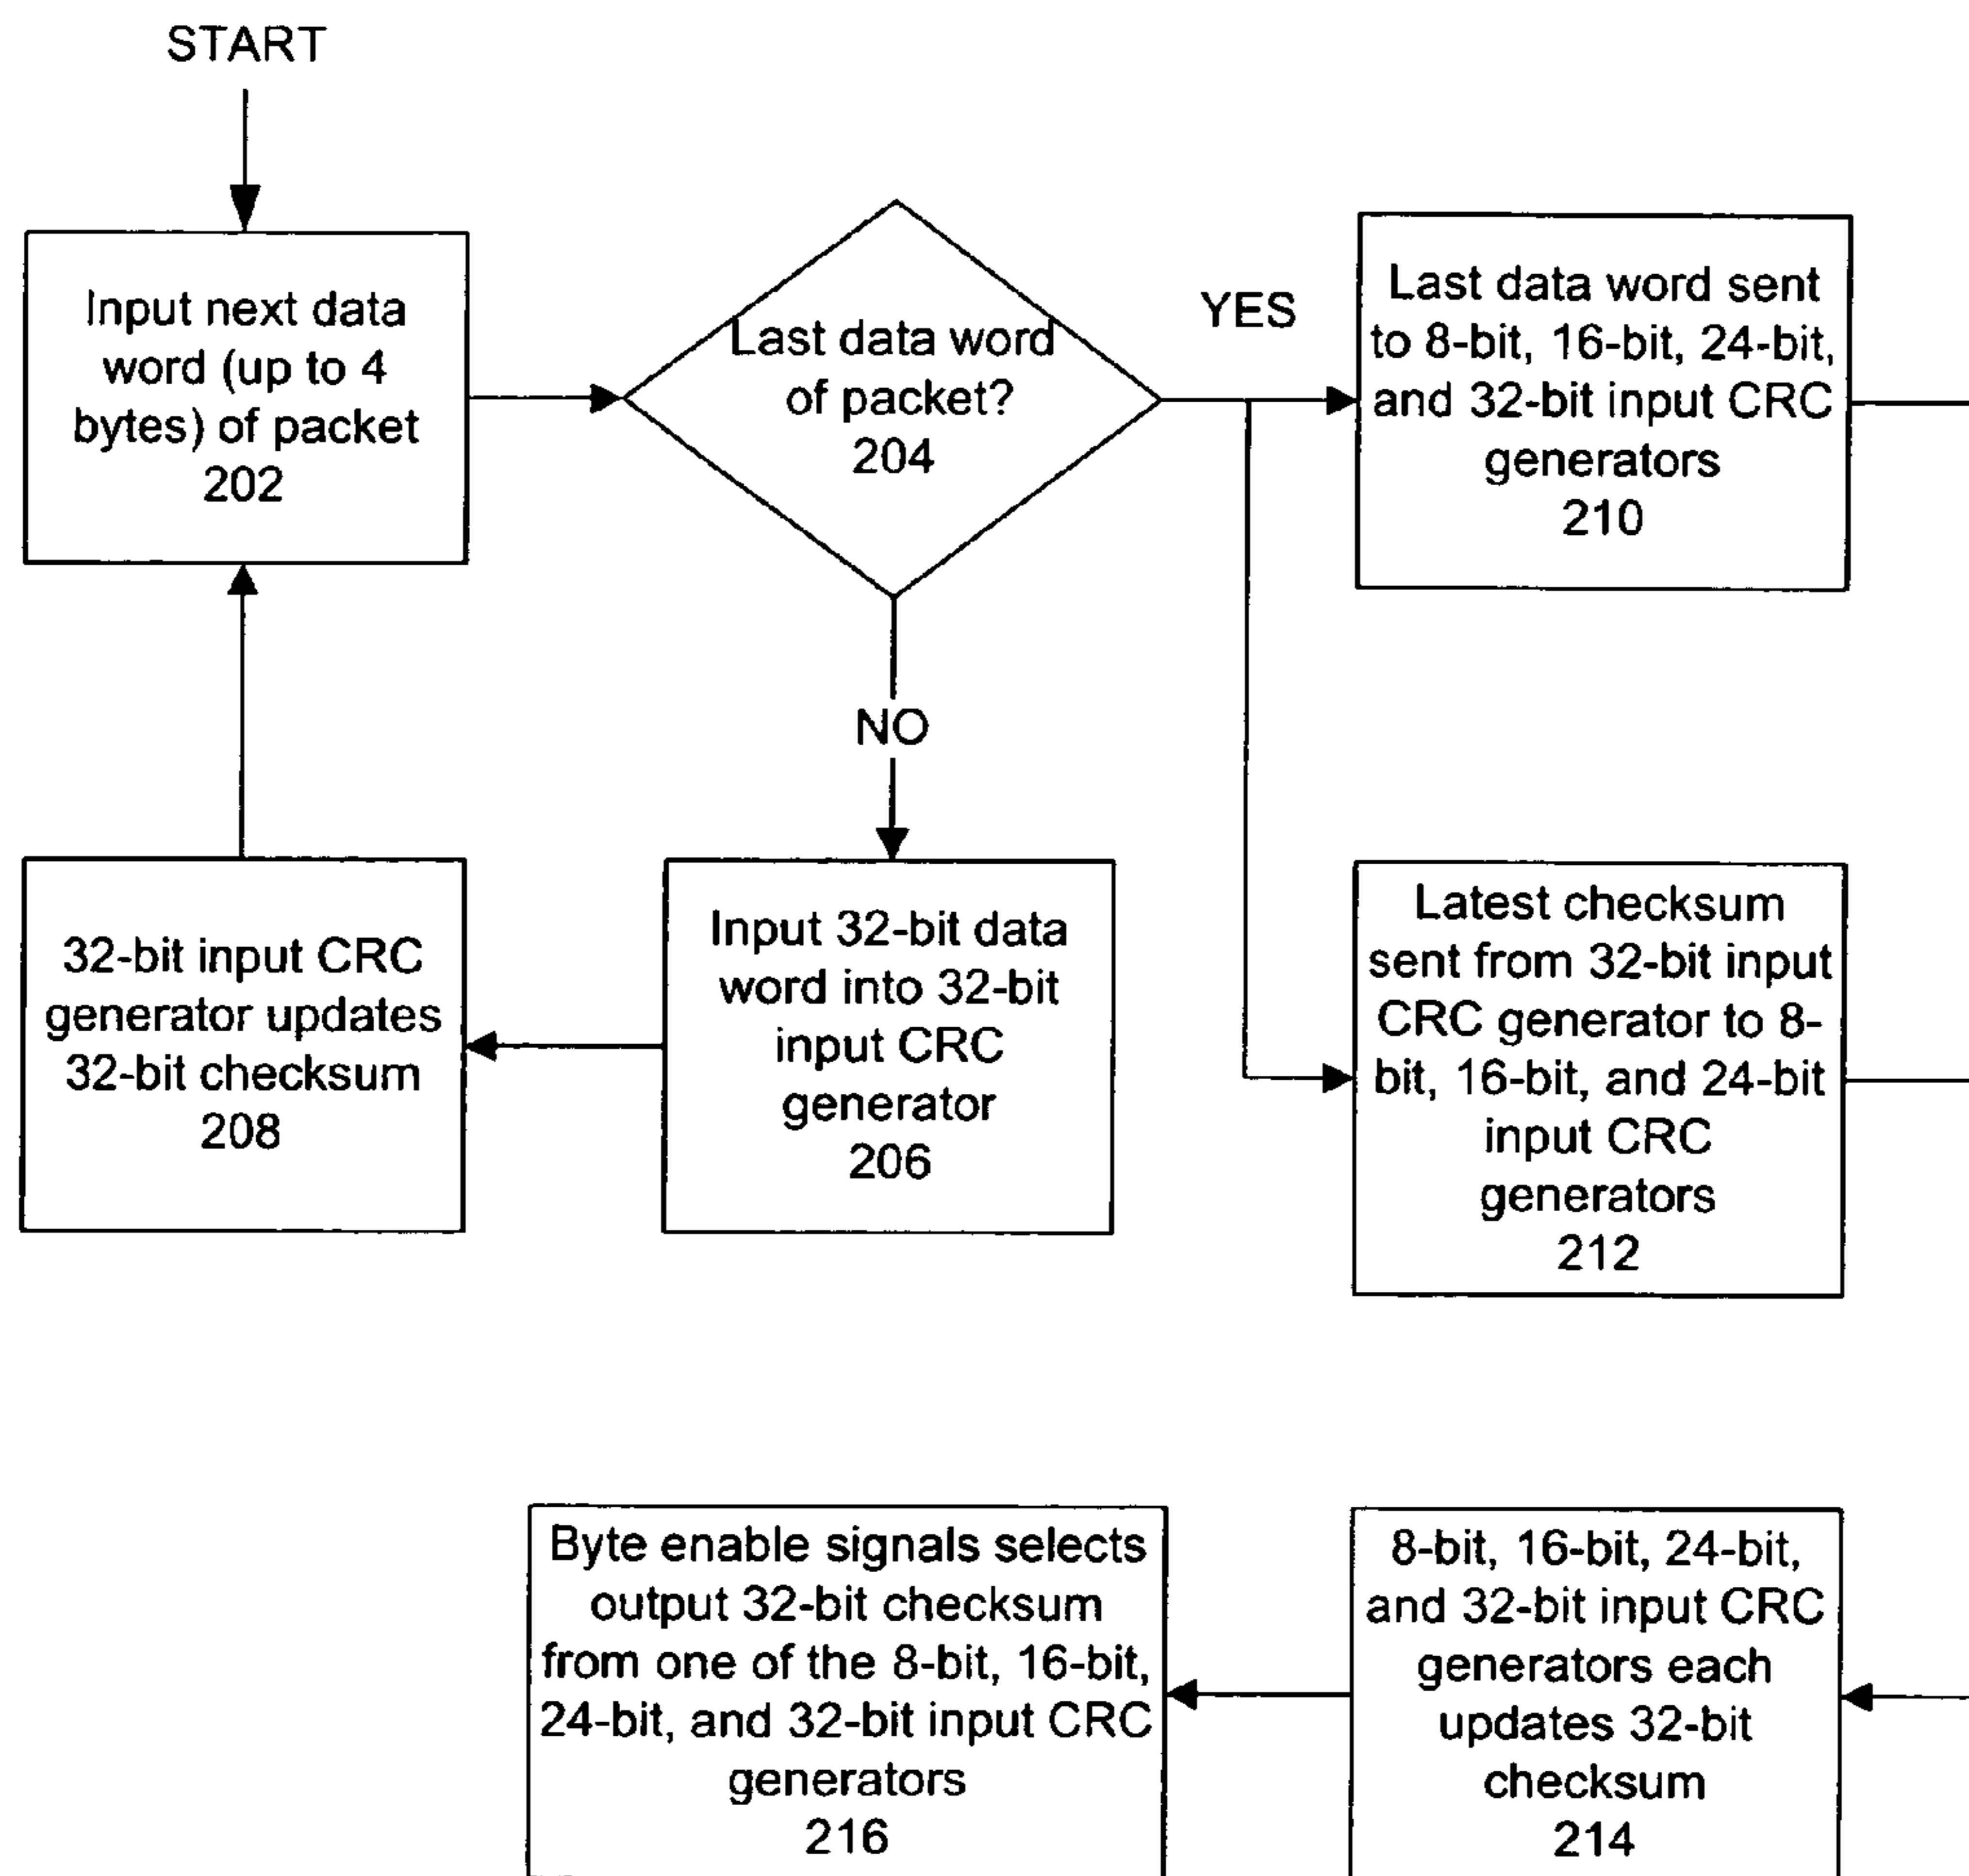 START
Input next data
word (up to 4
bytes) of packet
202
Last data word
of packet?
204
YES
Last data word sent
to 8-bit, 16-bit, 24-bit,
and 32-bit input CRC
generators
210
NO
32-bit input CRC
generator updates
32-bit checksum
208
Input 32-bit data
word into 32-bit
input CRC
generator
206
Latest checksum
sent from 32-bit input
CRC generator to 8-
bit, 16-bit, and 24-bit
input CRC
generators
212
Byte enable signals selects
output 32-bit checksum
from one of the 8-bit, 16-bit,
24-bit, and 32-bit input CRC
generators
216
8-bit, 16-bit, 24-bit,
and 32-bit input CRC
generators each
updates 32-bit
checksum
214